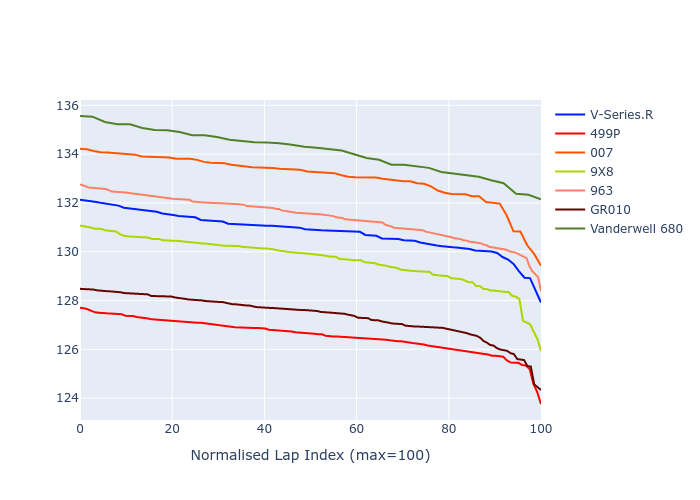 136
134
132
130
128
126
124
0 20 40 60 80 100
Normalised Lap Index (max=100)
V-Series.R
499P
007
9X8
963
GR010
Vanderwell 680